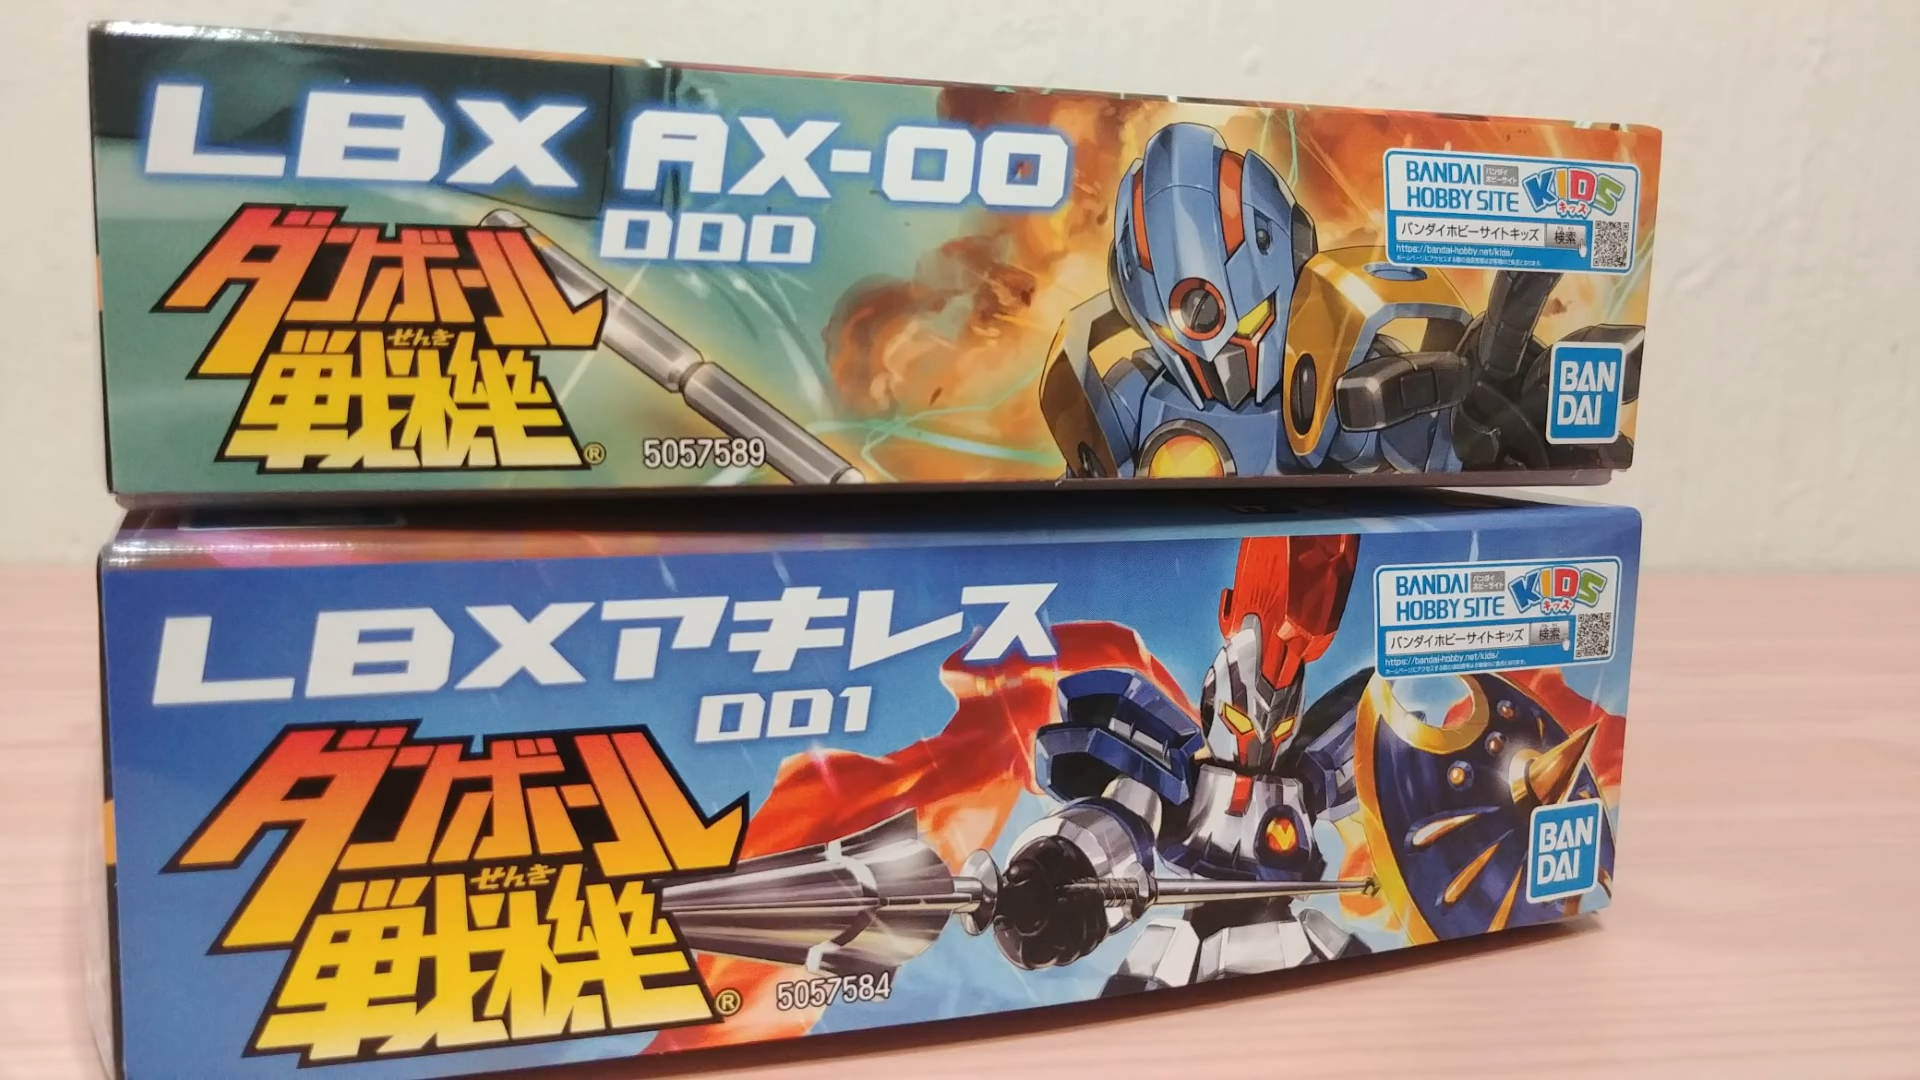 LBX AX-00
000
ダンボール
せんき
戦機
®
5057589
BANDAI バンダイ ホビーサイト
HOBBY SITE
KIDS
キッズ
バンダイホビーサイトキッズ 検索
https://bandai-hobby.net/kids/
BAN
DAI
LBXアキレス
001
ダンボール
せんき
戦機
®
5057584
BANDAI バンダイ ホビーサイト
HOBBY SITE
KIDS
キッズ
バンダイホビーサイトキッズ 検索
https://bandai-hobby.net/kids/
BAN
DAI